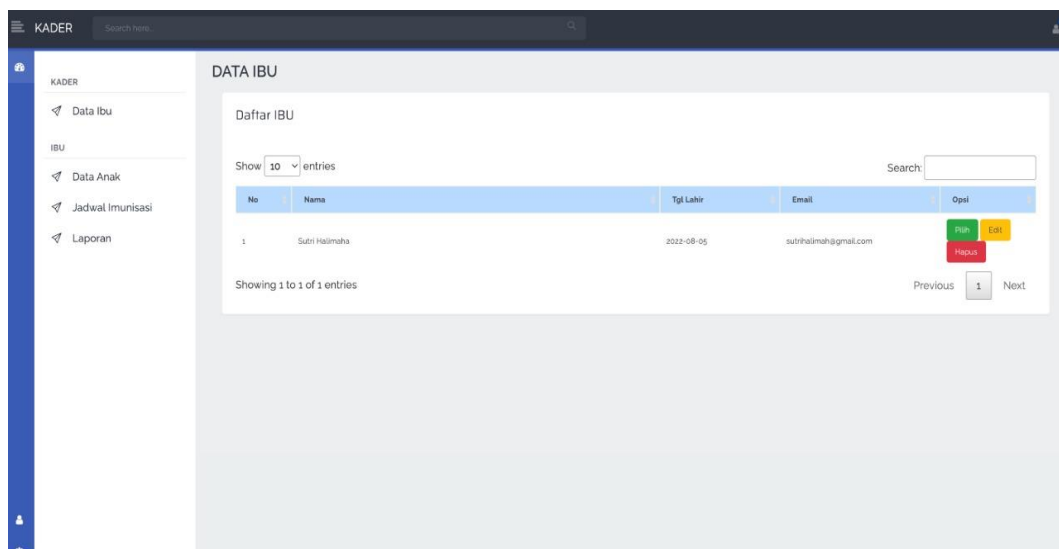 KADER
Search here..
KADER
Data Ibu
IBU
Data Anak
Jadwal Imunisasi
Laporan
DATA IBU
Daftar IBU
Show 10 entries
Search:
No Nama Tgl Lahir Email Opsi
1 Sutri Halimaha 2022-08-05 sutrihalimah@gmail.com Pilih Edit
Hapus
Showing 1 to 1 of 1 entries
Previous 1 Next